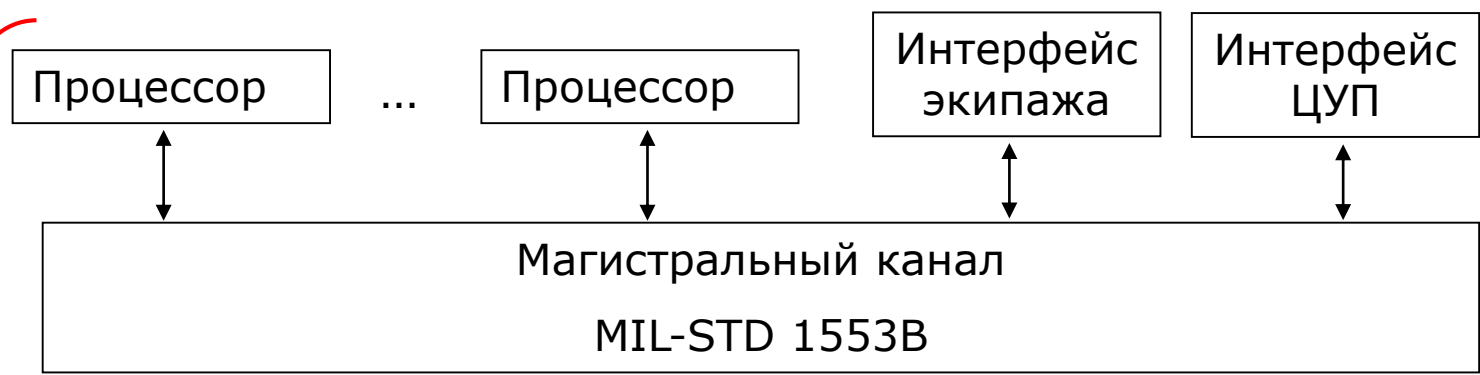 Процессор
...
Процессор
Интерфейс
экипажа
Интерфейс
ЦУП
Магистральный канал
MIL-STD 1553B